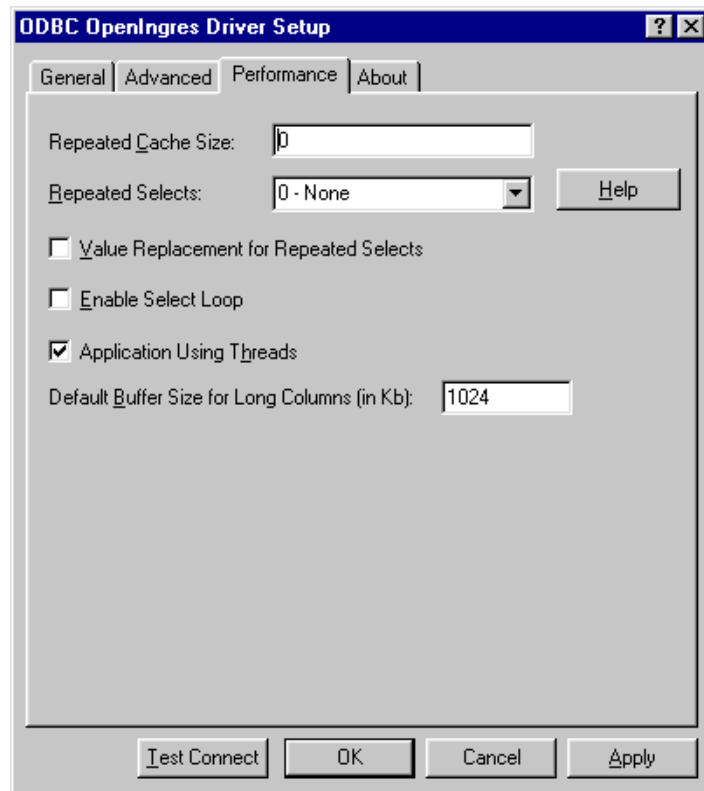 ODBC OpenIngres Driver Setup
General Advanced Performance About
Repeated Cache Size: 0
Repeated Selects: 0 - None Help
Value Replacement for Repeated Selects
Enable Select Loop
Application Using Threads
Default Buffer Size for Long Columns (in Kb): 1024
Test Connect OK Cancel Apply